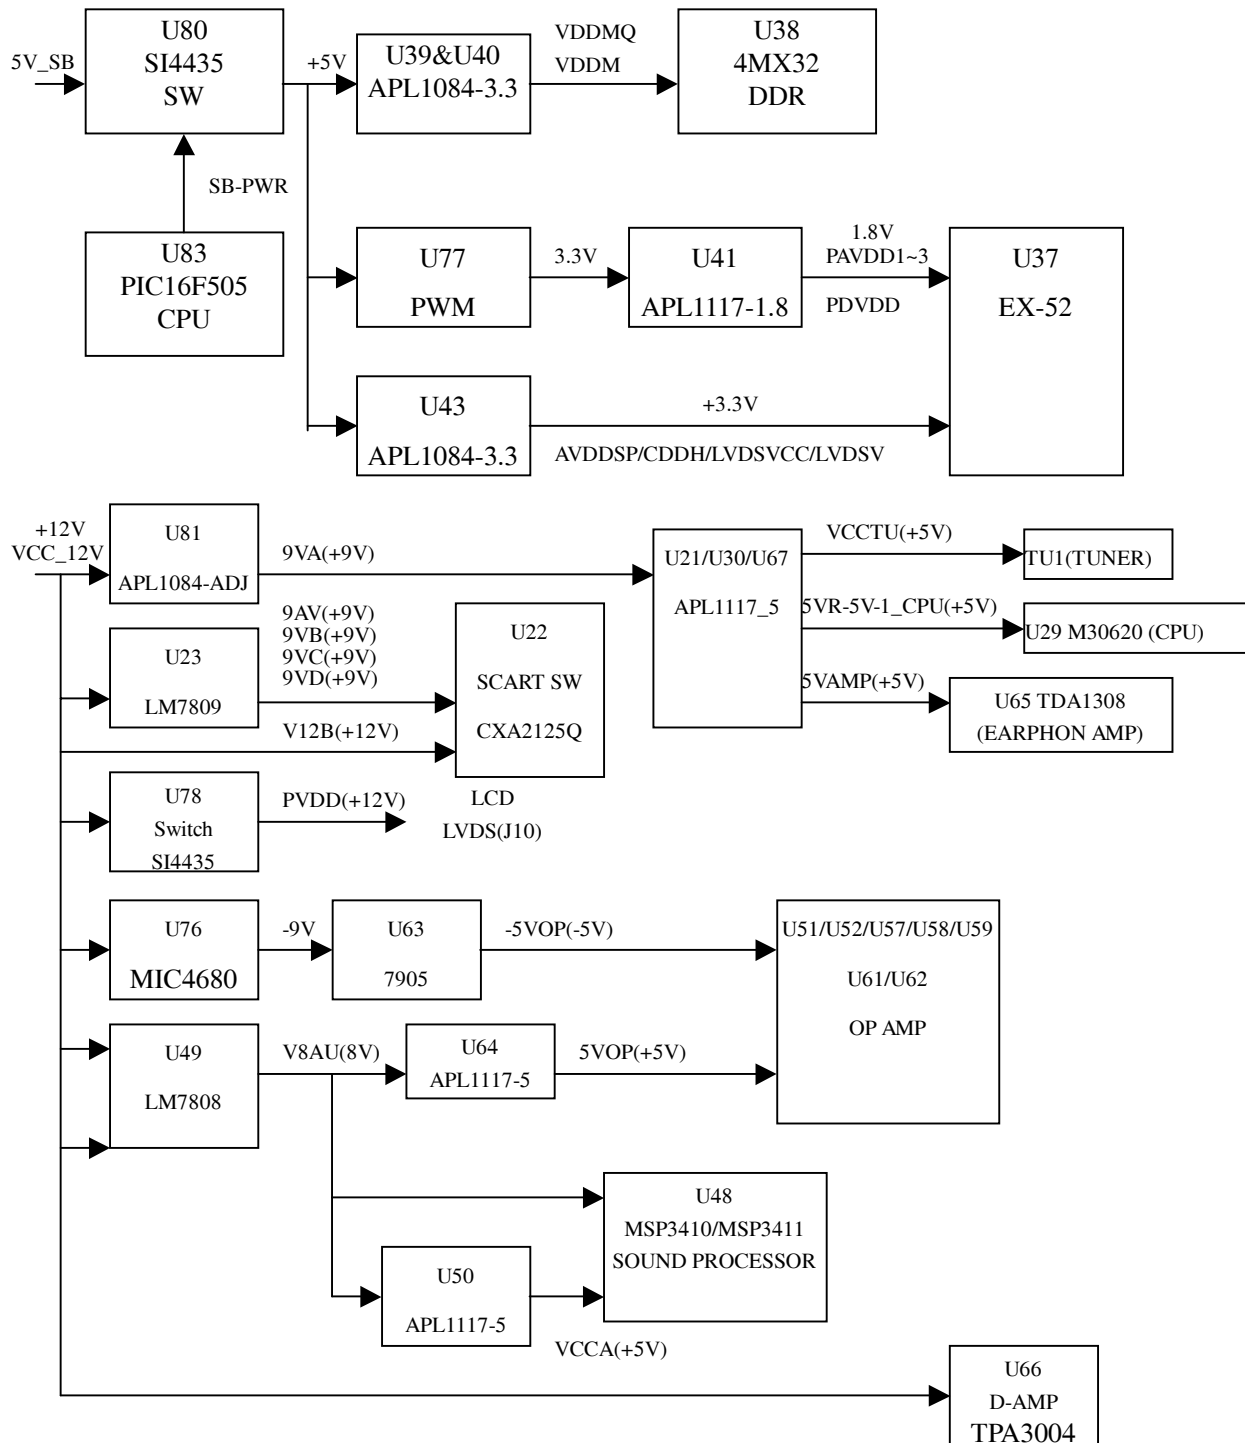 U80
SI4435
SW
5V_SB
+5V
U39&U40
APL1084-3.3
VDDMQ
VDDM
U38
4MX32
DDR
SB-PWR
U83
PIC16F505
CPU
U77
PWM
3.3V
U41
APL1117-1.8
1.8V
PAVDD1~3
PDVDD
U37
EX-52
U43
APL1084-3.3
+3.3V
AVDDSP/CDDH/LVDSVCC/LVDSV
+12V
VCC_12V
U81
APL1084-ADJ
9VA(+9V)
U21/U30/U67
APL1117_5
VCCTU(+5V)
TU1(TUNER)
5VR-5V-1_CPU(+5V)
U29 M30620 (CPU)
5VAMP(+5V)
U65 TDA1308
(EARPHON AMP)
U23
LM7809
9AV(+9V)
9VB(+9V)
9VC(+9V)
9VD(+9V)
V12B(+12V)
U22
SCART SW
CXA2125Q
U78
Switch
SI4435
PVDD(+12V)
LCD
LVDS(J10)
U76
MIC4680
-9V
U63
7905
-5VOP(-5V)
U51/U52/U57/U58/U59
U61/U62
OP AMP
U49
LM7808
V8AU(8V)
U64
APL1117-5
5VOP(+5V)
U48
MSP3410/MSP3411
SOUND PROCESSOR
U50
APL1117-5
VCCA(+5V)
U66
D-AMP
TPA3004